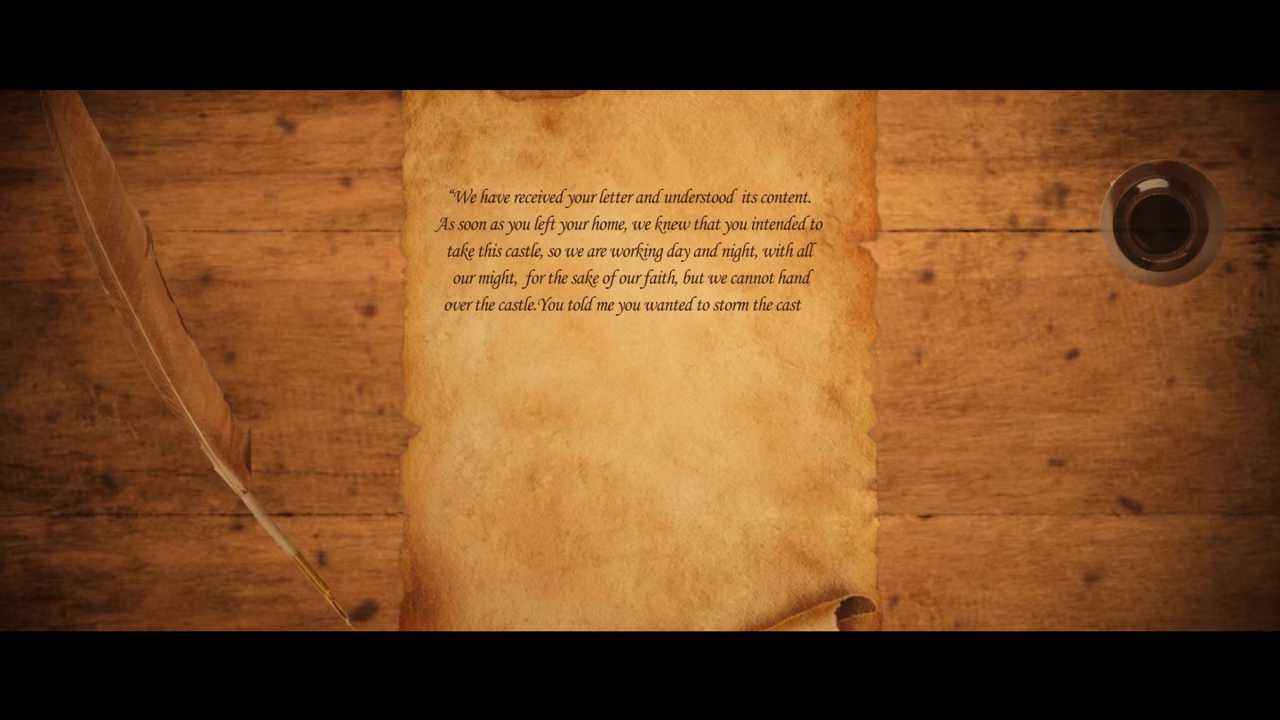 “We have received your letter and understood its content.
As soon as you left your home, we knew that you intended to
take this castle, so we are working day and night, with all
our might, for the sake of our faith, but we cannot hand
over the castle.You told me you wanted to storm the cast